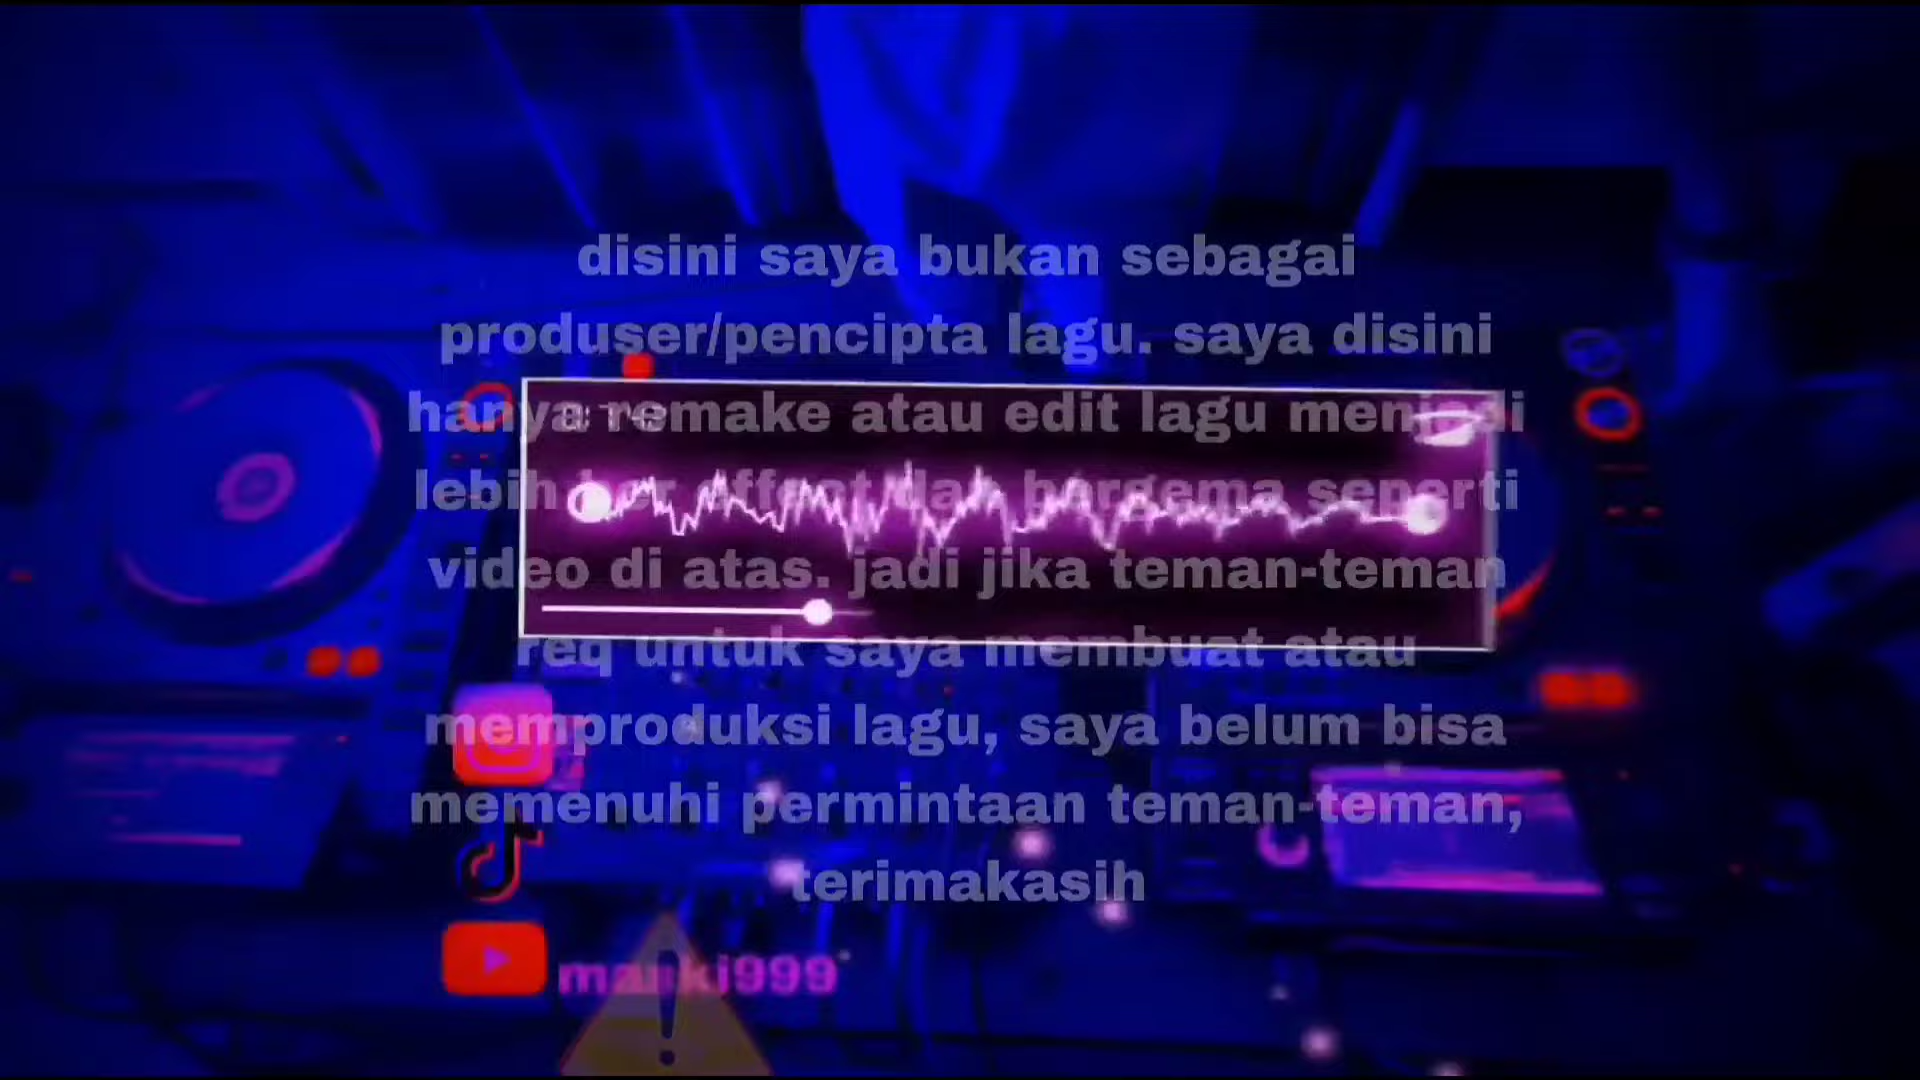 disini saya bukan sebagai
produser/pencipta lagu. saya disini
hanya remake atau edit lagu menjadi
lebih ber effect dan bergema seperti
video di atas. jadi jika teman-teman
req untuk saya membuat atau
memproduksi lagu, saya belum bisa
memenuhi permintaan teman-teman,
terimakasih